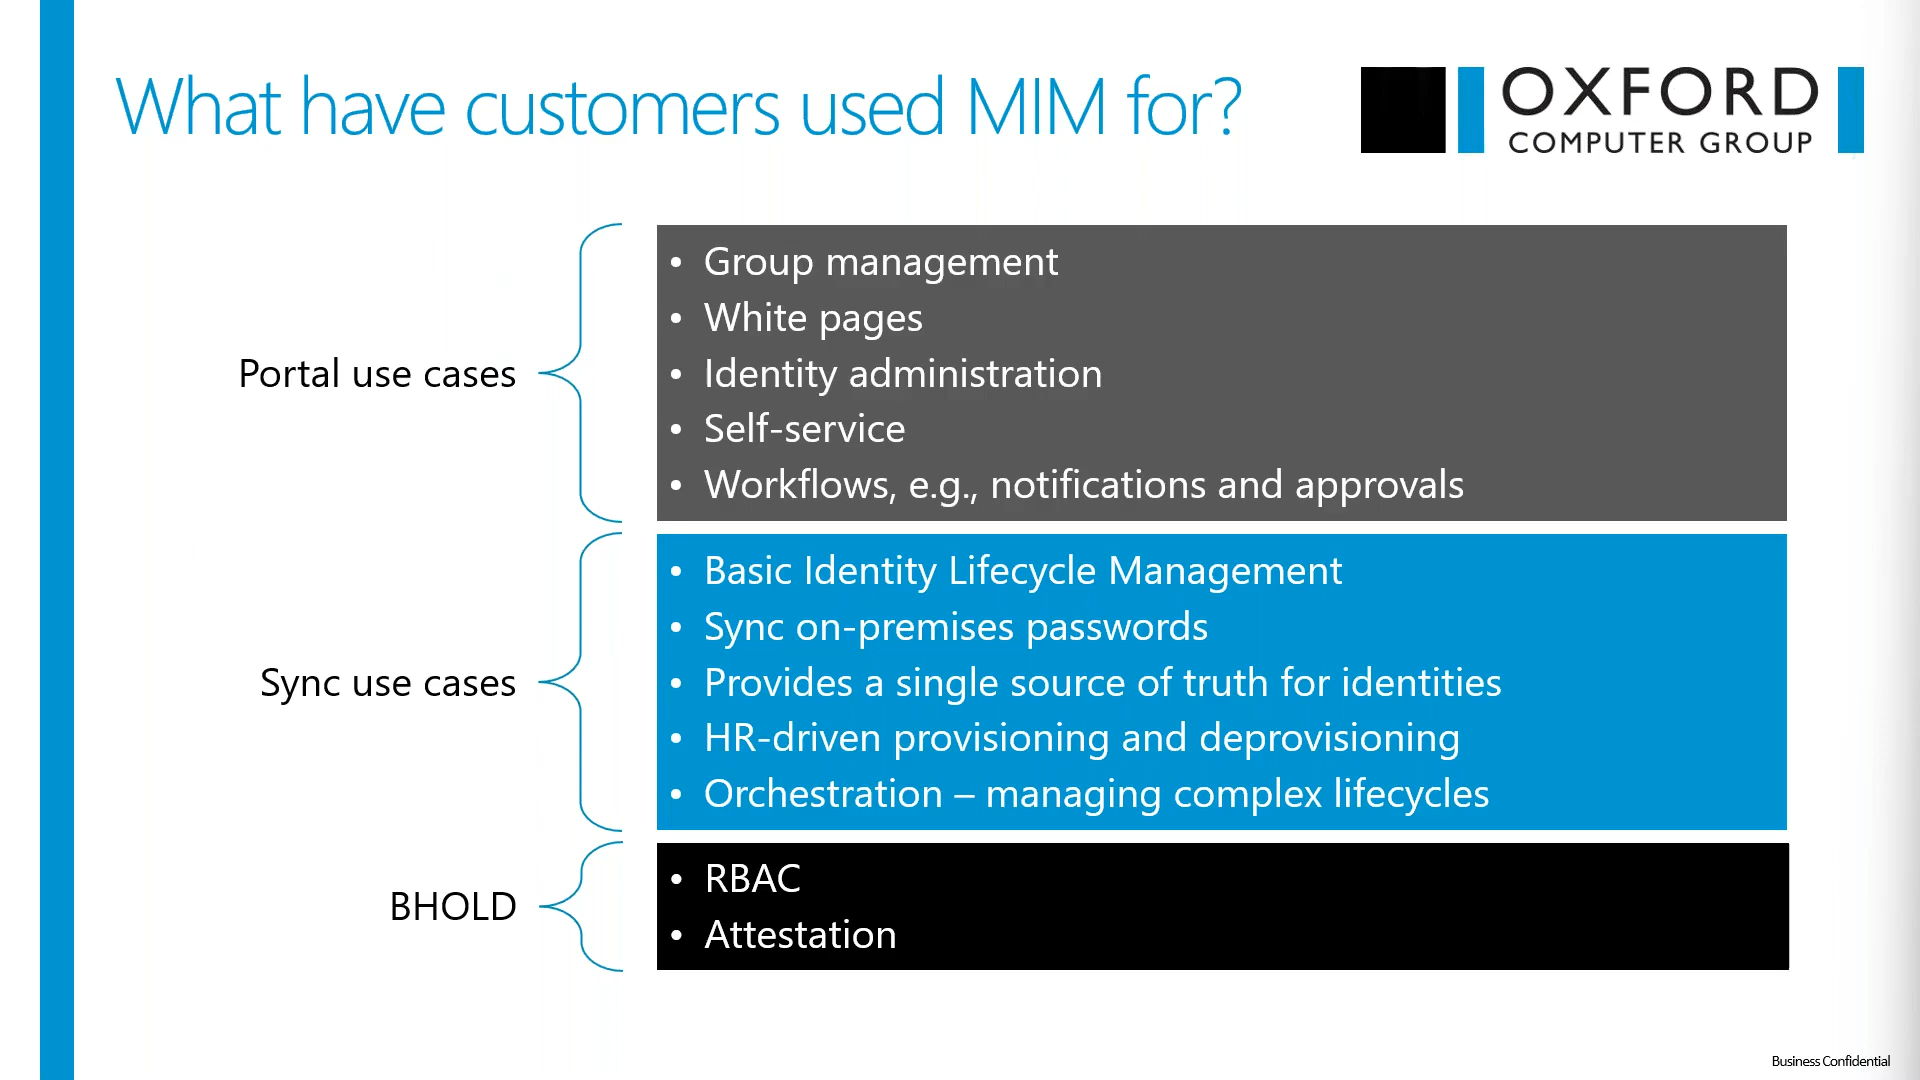 What have customers used MIM for?
OXFORD
COMPUTER GROUP
Portal use cases
• Group management
• White pages
• Identity administration
• Self-service
• Workflows, e.g., notifications and approvals
Sync use cases
• Basic Identity Lifecycle Management
• Sync on-premises passwords
• Provides a single source of truth for identities
• HR-driven provisioning and deprovisioning
• Orchestration – managing complex lifecycles
BHOLD
• RBAC
• Attestation
Business Confidential